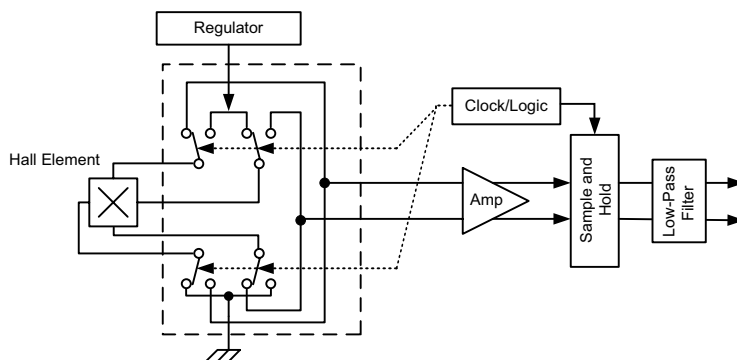 Regulator
Clock/Logic
Hall Element
Amp
Sample and
Hold
Low-Pass
Filter